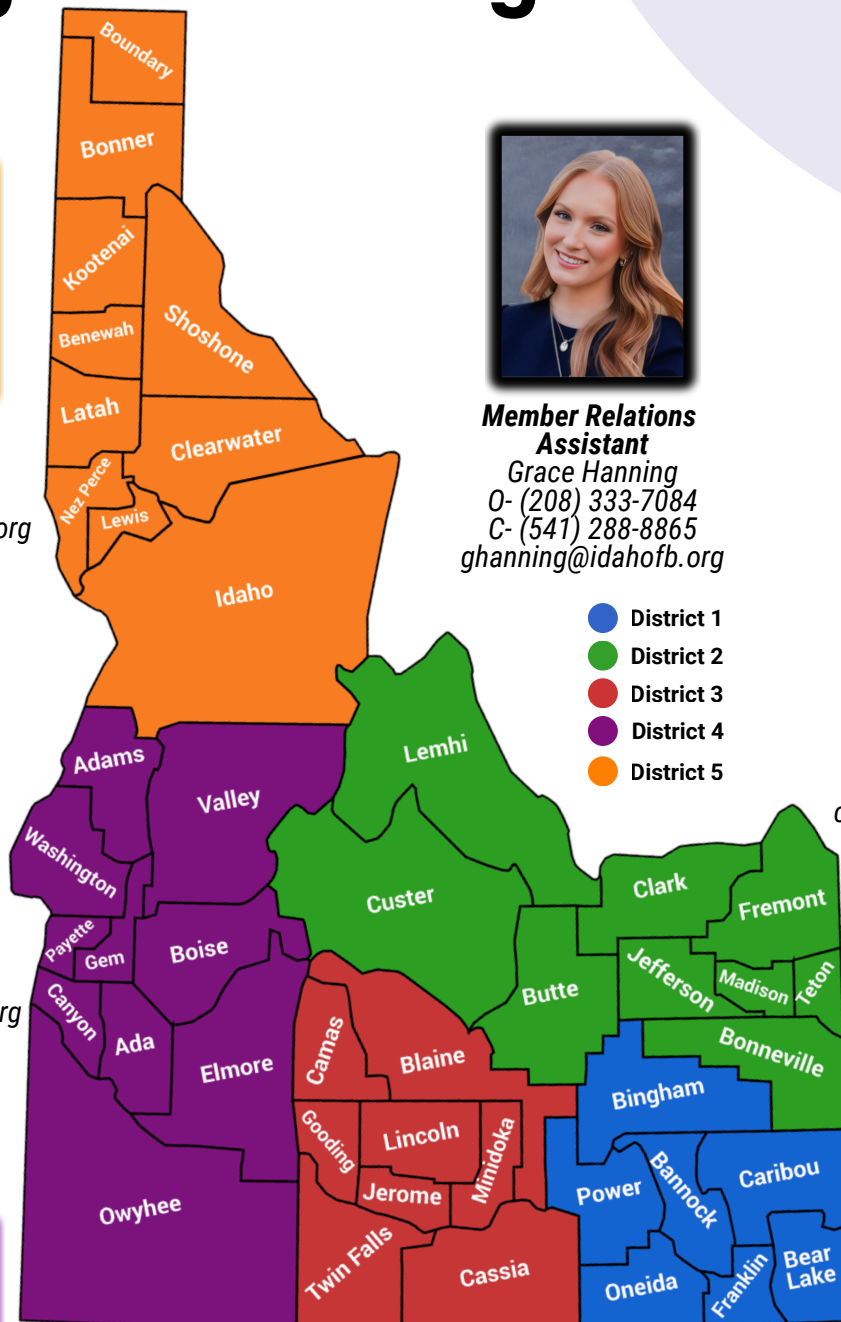 g
Boundary
Bonner
Kootenai
Shoshone
Benewah
Latah
Clearwater
Nez Perce
Lewis
Idaho
Member Relations
Assistant
Grace Hanning
O- (208) 333-7084
C- (541) 288-8865
ghanning@idahofb.org
org
District 1
District 2
District 3
District 4
District 5
Adams
Valley
Lemhi
Washington
Custer
Clark
Fremont
Payette
Gem
Boise
Butte
Jefferson
Madison
Teton
rg
Canyon
Ada
Elmore
Camas
Blaine
Bonneville
Bingham
Gooding
Lincoln
Minidoka
Jerome
Power
Bannock
Caribou
Owyhee
Twin Falls
Cassia
Oneida
Franklin
Bear
Lake